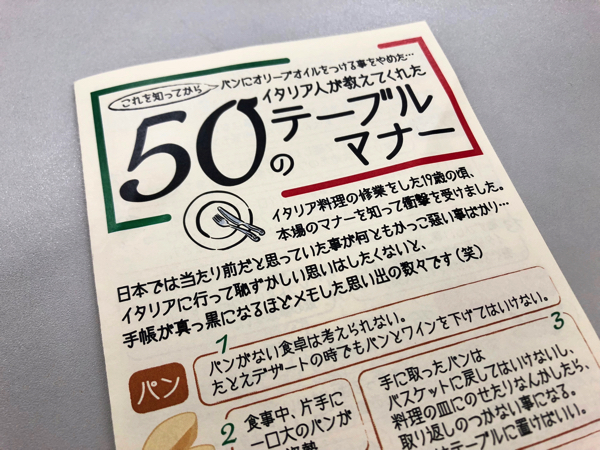 これを知ってから
パンにオリーブオイルをつける事をやめた…
イタリア人が教えてくれた
50のテーブルマナー
イタリア料理の修業をした19歳の頃、
本場のマナーを知って衝撃を受けました。
日本では当たり前だと思っていた事が何ともかっこ悪い事ばかり…
イタリアに行って恥ずかしい思いはしたくないと、
手帳が真っ黒になるほどメモした思い出の数々です(笑)
パン
1
パンがない食卓は考えられない。
たとえデザートの時でもパンとワインを下げてはいけない。
2
食事中、片手に
一口大のパンが
3
手に取ったパンは
バスケットに戻してはいけないし、
料理の皿にのせたりなんかしたら、
取り返しのつかない事になる。
テーブルに置けばいい。